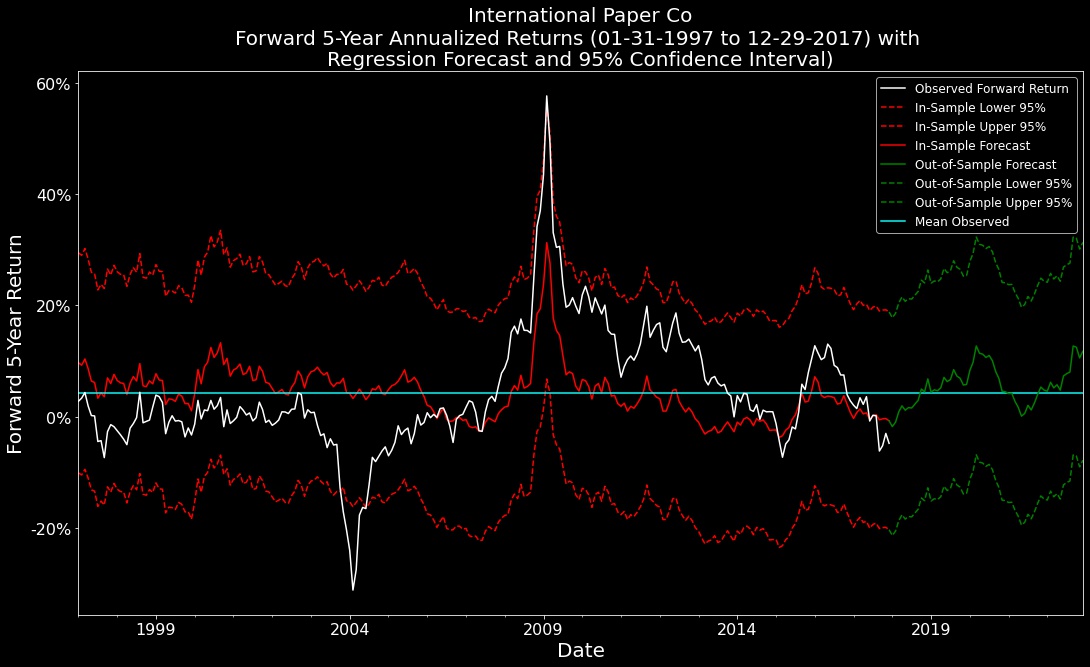 International Paper Co
Forward 5-Year Annualized Returns (01-31-1997 to 12-29-2017) with
Regression Forecast and 95% Confidence Interval)
Forward 5-Year Return
60%
40%
20%
0%
-20%
Observed Forward Return
In-Sample Lower 95%
In-Sample Upper 95%
In-Sample Forecast
Out-of-Sample Forecast
Out-of-Sample Lower 95%
Out-of-Sample Upper 95%
Mean Observed
1999 2004 2009 2014 2019
Date